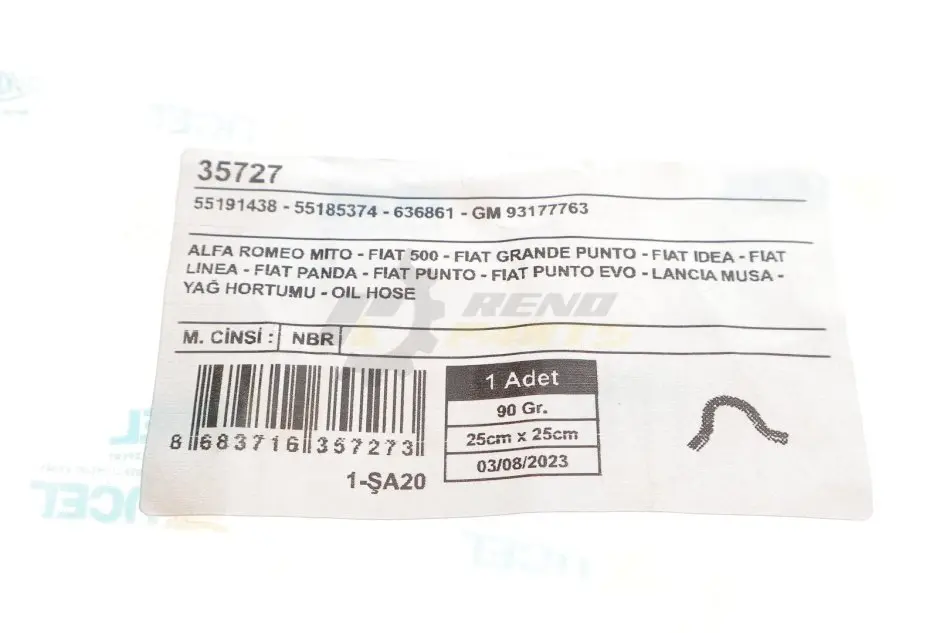 35727
55191438 - 55185374 - 636861 - GM 93177763
ALFA ROMEO MITO - FIAT 500 - FIAT GRANDE PUNTO - FIAT IDEA - FIAT
LINEA - FIAT PANDA - FIAT PUNTO - FIAT PUNTO EVO - LANCIA MUSA -
YAĞ HORTUMU - OIL HOSE
RENO
PARTS
M. CİNSİ : NBR
1 Adet
90 Gr.
25cm x 25cm
03/08/2023
8 683716 357273
1-ŞA20